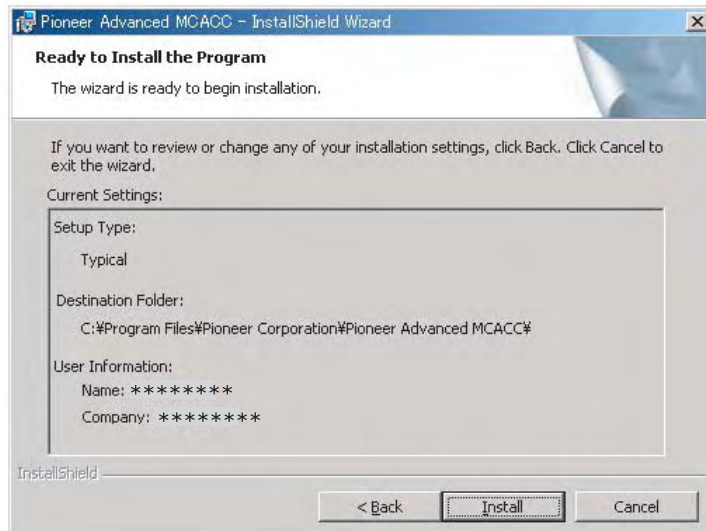 Pioneer Advanced MCACC - InstallShield Wizard
Ready to Install the Program
The wizard is ready to begin installation.
If you want to review or change any of your installation settings, click Back. Click Cancel to
exit the wizard.
Current Settings:
Setup Type:
Typical
Destination Folder:
C:¥Program Files¥Pioneer Corporation¥Pioneer Advanced MCACC¥
User Information:
Name: ********
Company: ********
InstallShield
< Back
Install
Cancel